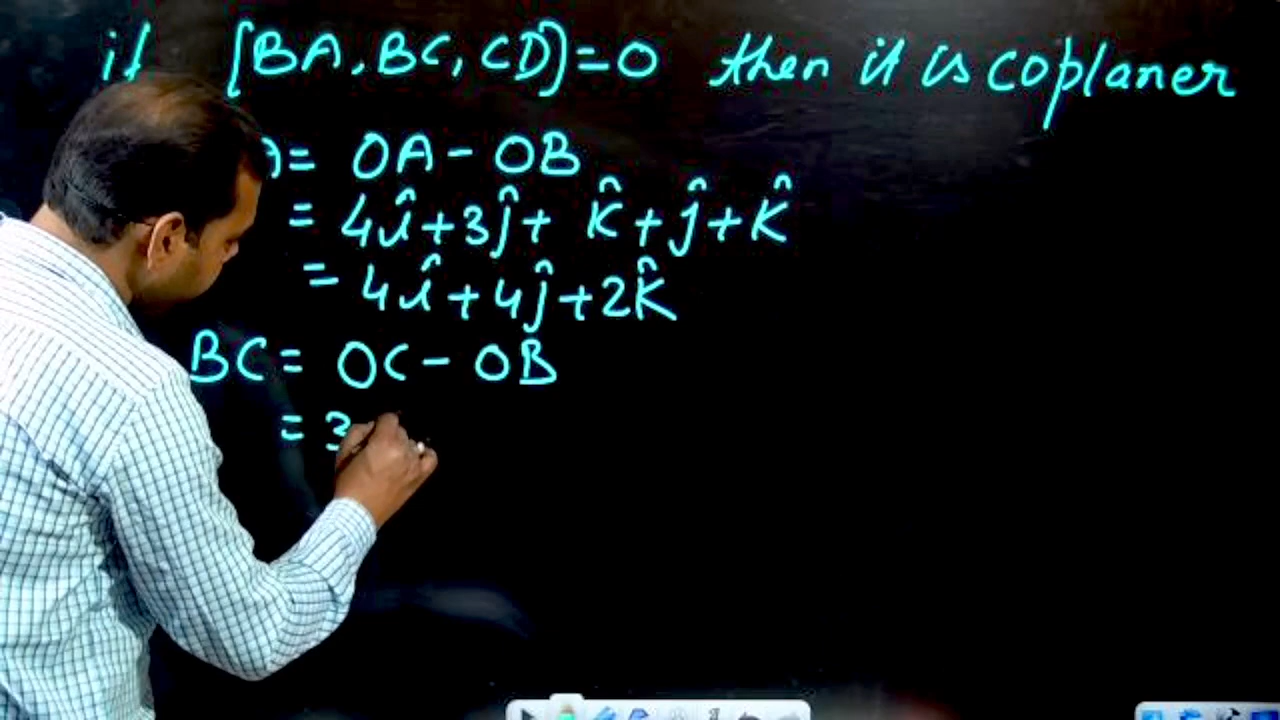 if [BA, BC, CD] = 0 then it is coplaner
= OA - OB
= 4î + 3ĵ + k̂ + ĵ + k̂
= 4î + 4ĵ + 2k̂
BC = OC - OB
= 3